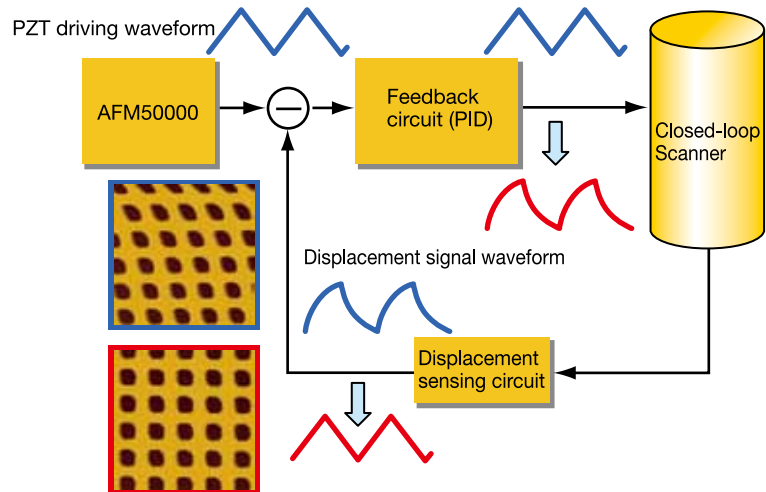 PZT driving waveform
AFM50000
Feedback
circuit (PID)
Closed-loop
Scanner
Displacement signal waveform
Displacement
sensing circuit